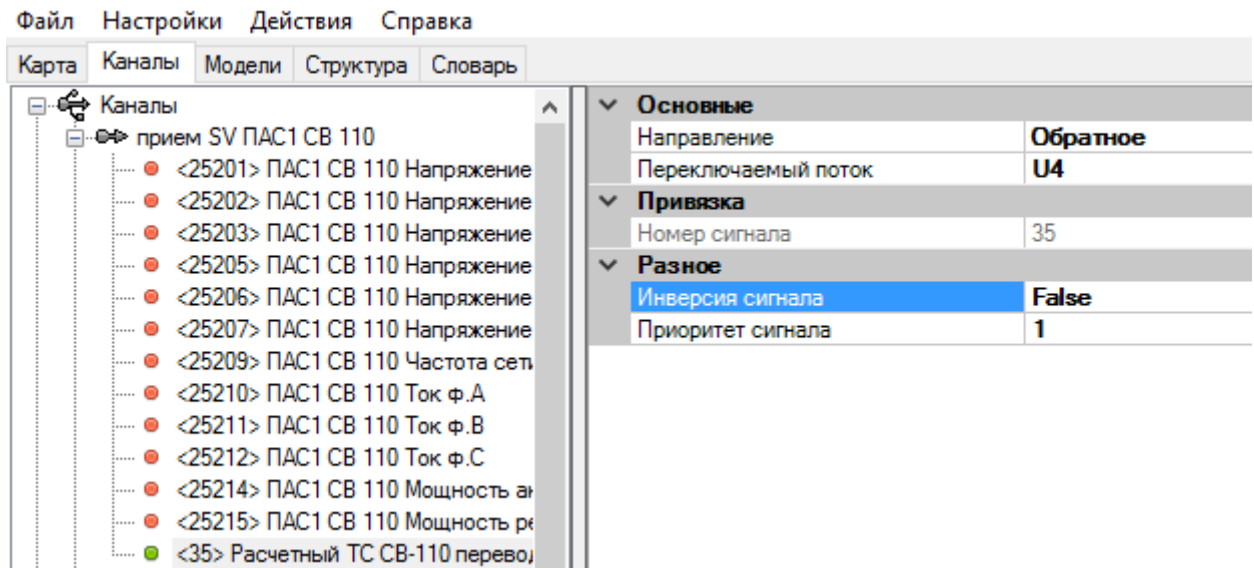 Файл Настройки Действия Справка
Карта Каналы Модели Структура Словарь
Каналы
прием SV ПАС1 СВ 110
<25201> ПАС1 СВ 110 Напряжение
<25202> ПАС1 СВ 110 Напряжение
<25203> ПАС1 СВ 110 Напряжение
<25205> ПАС1 СВ 110 Напряжение
<25206> ПАС1 СВ 110 Напряжение
<25207> ПАС1 СВ 110 Напряжение
<25209> ПАС1 СВ 110 Частота сети
<25210> ПАС1 СВ 110 Ток ф.А
<25211> ПАС1 СВ 110 Ток ф.В
<25212> ПАС1 СВ 110 Ток ф.С
<25214> ПАС1 СВ 110 Мощность ак
<25215> ПАС1 СВ 110 Мощность ре
<35> Расчетный ТС СВ-110 перевод
Основные
Направление Обратное
Переключаемый поток U4
Привязка
Номер сигнала 35
Разное
Инверсия сигнала False
Приоритет сигнала 1